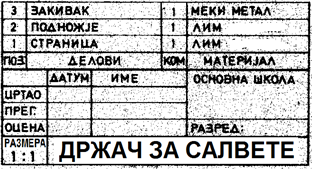 3 ЗАКИВАК 1 МЕКИ МЕТАЛ
2 ПОДНОЖЈЕ 1 ЛИМ
1 СТРАНИЦА 1 ЛИМ
ПОЗ ДЕЛОВИ КОМ МАТЕРИЈАЛ
ДАТУМ ИМЕ ОСНОВНА ШКОЛА
ЦРТАО
ПРЕГ.
ОЦЕНА РАЗРЕД:
РАЗМЕРА
1:1 ДРЖАЧ ЗА САЛВЕТЕ